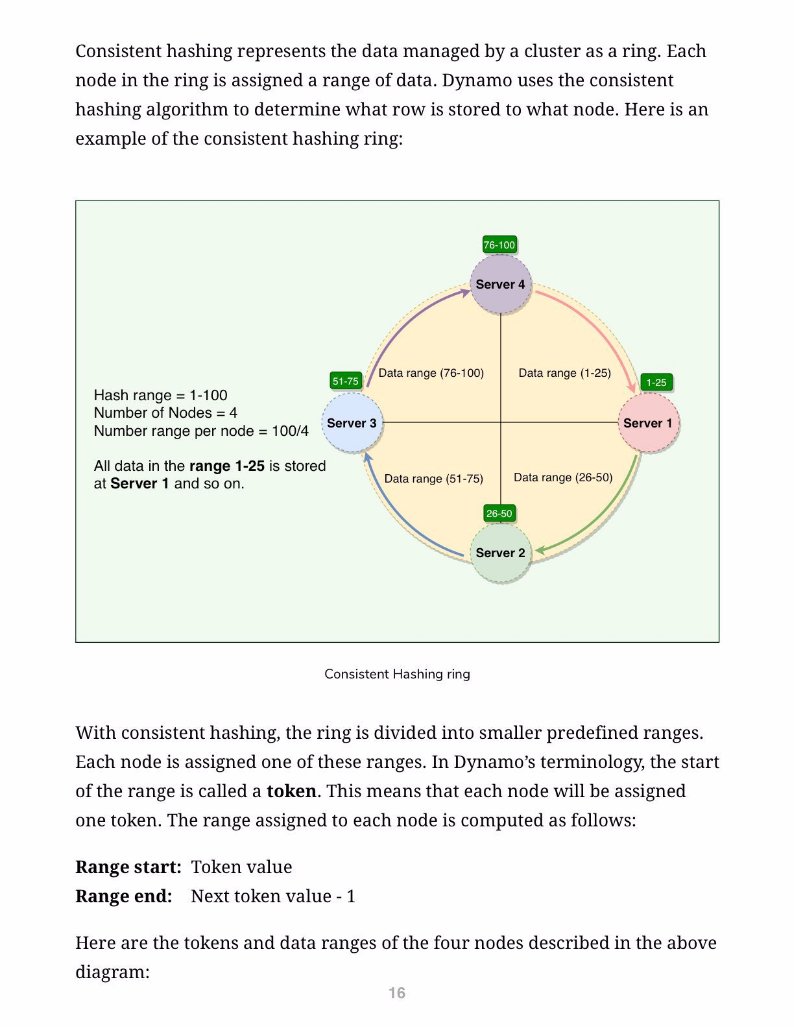 Consistent hashing represents the data managed by a cluster as a ring. Each
node in the ring is assigned a range of data. Dynamo uses the consistent
hashing algorithm to determine what row is stored to what node. Here is an
example of the consistent hashing ring:
76-100
Server 4
Data range (76-100)
Data range (1-25)
51-75
1-25
Hash range = 1-100
Number of Nodes = 4
Number range per node = 100/4
Server 3
Server 1
All data in the range 1-25 is stored
at Server 1 and so on.
Data range (51-75)
Data range (26-50)
26-50
Server 2
Consistent Hashing ring
With consistent hashing, the ring is divided into smaller predefined ranges.
Each node is assigned one of these ranges. In Dynamo’s terminology, the start
of the range is called a token. This means that each node will be assigned
one token. The range assigned to each node is computed as follows:
Range start: Token value
Range end: Next token value - 1
Here are the tokens and data ranges of the four nodes described in the above
diagram:
16